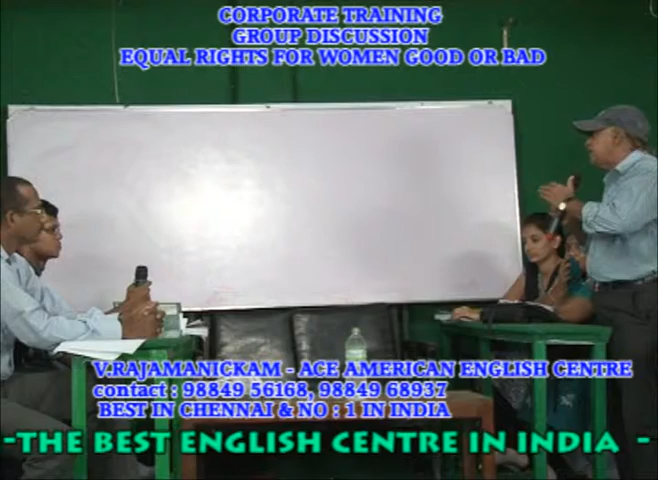 CORPORATE TRAINING
GROUP DISCUSSION
EQUAL RIGHTS FOR WOMEN GOOD OR BAD
V.RAJAMANICKAM - ACE AMERICAN ENGLISH CENTRE
contact : 98849 56168, 98849 68937
BEST IN CHENNAI & NO : 1 IN INDIA
-THE BEST ENGLISH CENTRE IN INDIA -